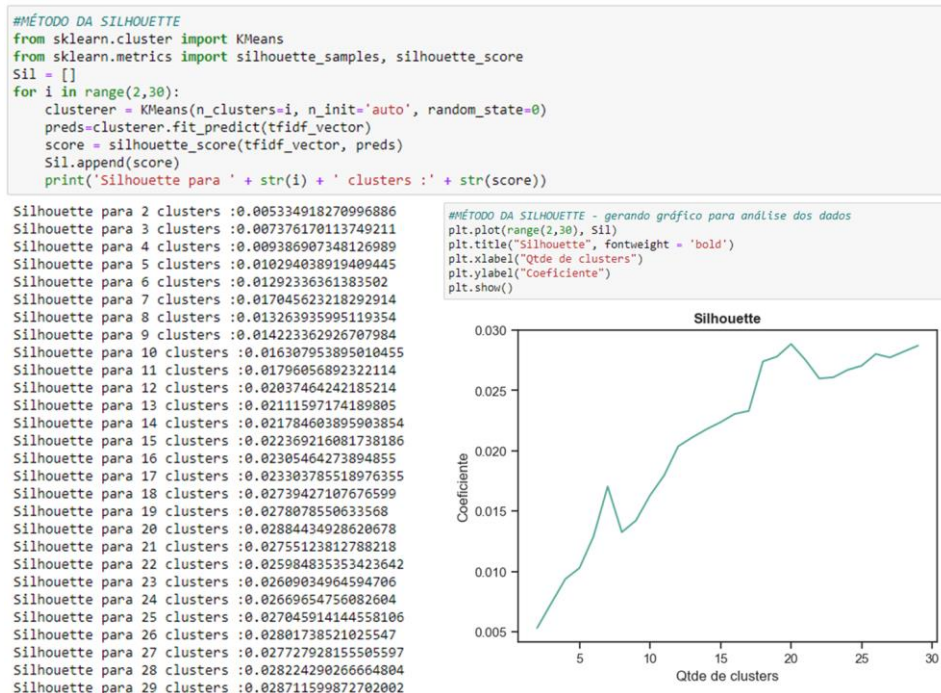 #MÉTODO DA SILHOUETTE
from sklearn.cluster import KMeans
from sklearn.metrics import silhouette_samples, silhouette_score
Sil = []
for i in range(2,30):
    clusterer = KMeans(n_clusters=i, n_init='auto', random_state=0)
    preds=clusterer.fit_predict(tfidf_vector)
    score = silhouette_score(tfidf_vector, preds)
    Sil.append(score)
    print('Silhouette para ' + str(i) + ' clusters :' + str(score))
Silhouette para 2 clusters :0.005334918270996886
Silhouette para 3 clusters :0.007376170113749211
Silhouette para 4 clusters :0.009386907348126989
Silhouette para 5 clusters :0.010294038919409445
Silhouette para 6 clusters :0.01292336361383502
Silhouette para 7 clusters :0.017045623218292914
Silhouette para 8 clusters :0.013263935995119354
Silhouette para 9 clusters :0.014223362926707984
Silhouette para 10 clusters :0.016307953895010455
Silhouette para 11 clusters :0.01796056892322114
Silhouette para 12 clusters :0.02037464242185214
Silhouette para 13 clusters :0.02111597174189805
Silhouette para 14 clusters :0.021784603895903854
Silhouette para 15 clusters :0.022369216081738186
Silhouette para 16 clusters :0.02305464273894855
Silhouette para 17 clusters :0.02330378551897635​5
Silhouette para 18 clusters :0.02739427107676599
Silhouette para 19 clusters :0.0278078550633568
Silhouette para 20 clusters :0.02884434928620678
Silhouette para 21 clusters :0.02755123812788218
Silhouette para 22 clusters :0.025984835353423642
Silhouette para 23 clusters :0.02609034964594706
Silhouette para 24 clusters :0.02669654756082604
Silhouette para 25 clusters :0.027045914144558106
Silhouette para 26 clusters :0.02801738521025547
Silhouette para 27 clusters :0.027727928155505597
Silhouette para 28 clusters :0.028224290266664804
Silhouette para 29 clusters :0.028711599872702002
#MÉTODO DA SILHOUETTE - gerando gráfico para análise dos dados
plt.plot(range(2,30), Sil)
plt.title("Silhouette", fontweight = 'bold')
plt.xlabel("Qtde de clusters")
plt.ylabel("Coeficiente")
plt.show()
Silhouette
0.030
0.025
0.020
0.015
0.010
0.005
Coeficiente
5 10 15 20 25 30
Qtde de clusters